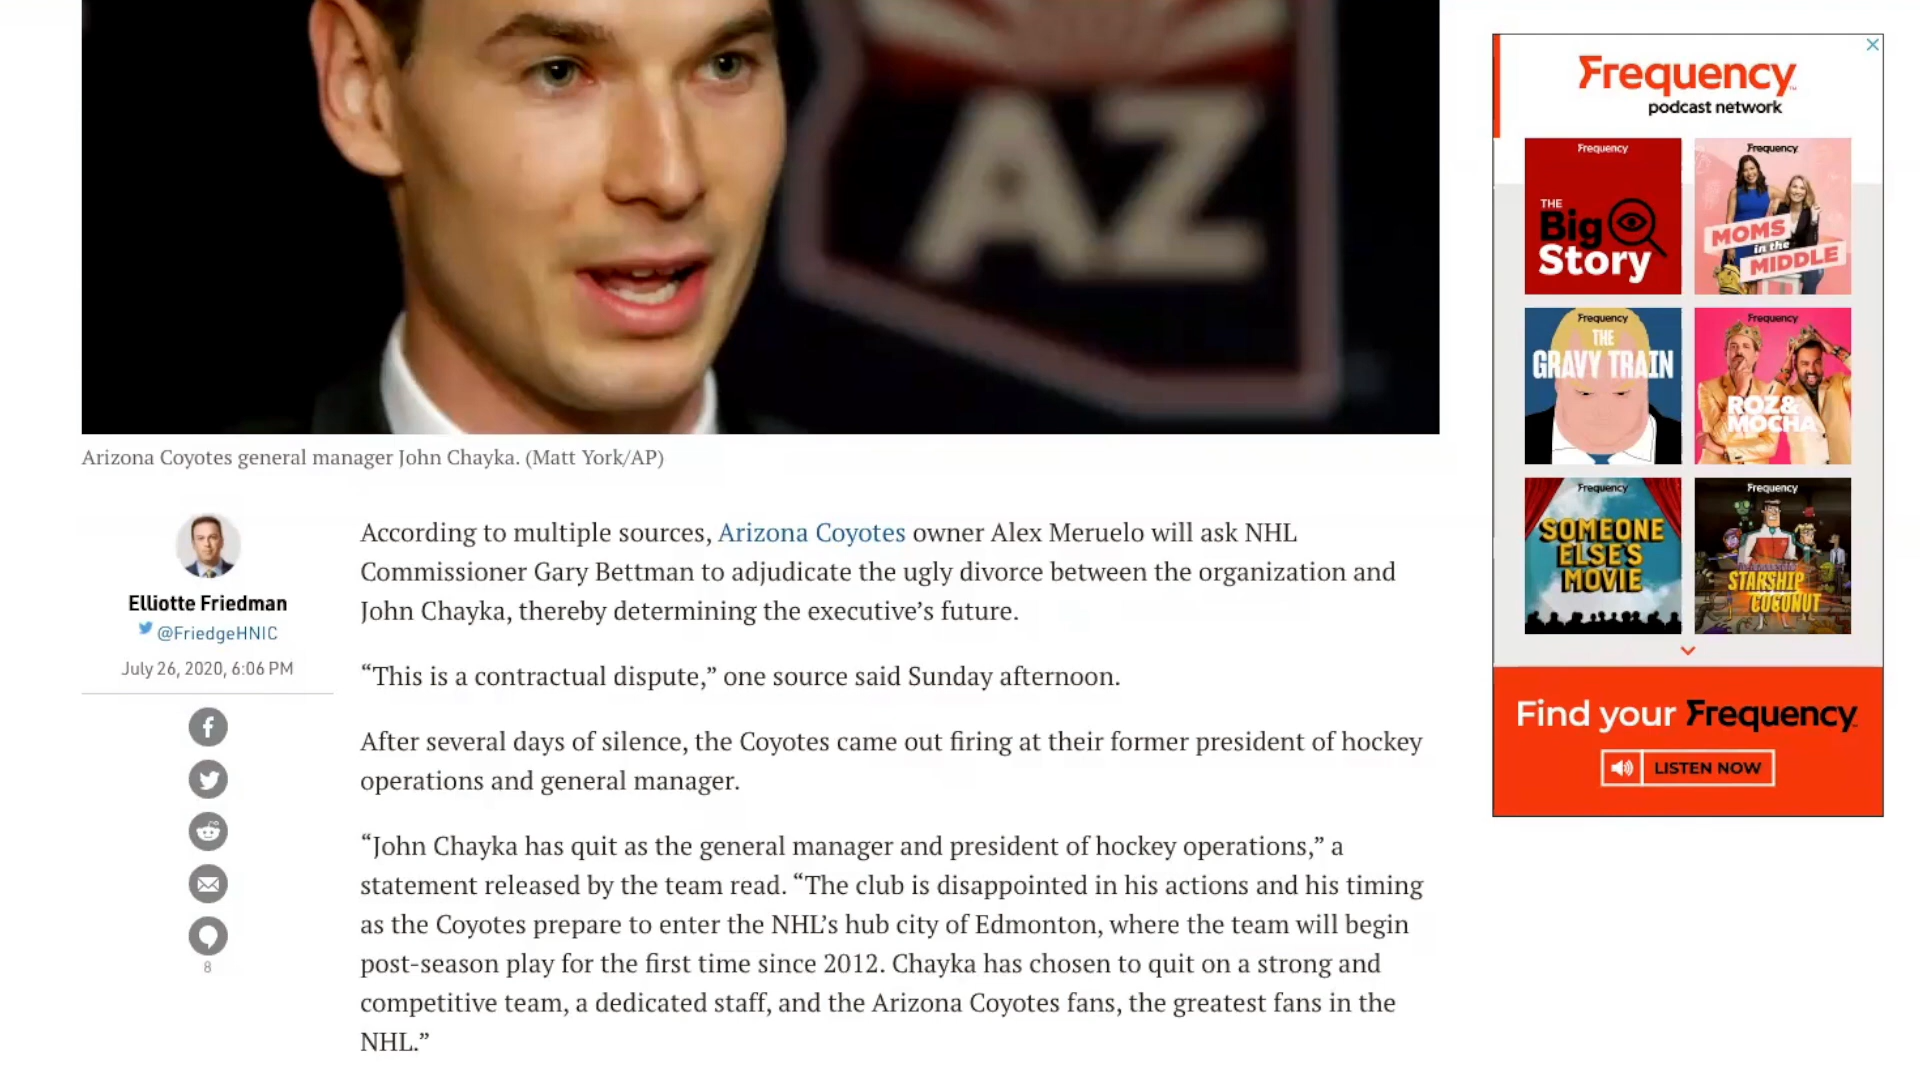 AZ
Arizona Coyotes general manager John Chayka. (Matt York/AP)
Elliotte Friedman
@FriedgeHNIC
July 26, 2020, 6:06 PM
8
According to multiple sources, Arizona Coyotes owner Alex Meruelo will ask NHL
Commissioner Gary Bettman to adjudicate the ugly divorce between the organization and
John Chayka, thereby determining the executive’s future.
“This is a contractual dispute,” one source said Sunday afternoon.
After several days of silence, the Coyotes came out firing at their former president of hockey
operations and general manager.
“John Chayka has quit as the general manager and president of hockey operations,” a
statement released by the team read. “The club is disappointed in his actions and his timing
as the Coyotes prepare to enter the NHL’s hub city of Edmonton, where the team will begin
post-season play for the first time since 2012. Chayka has chosen to quit on a strong and
competitive team, a dedicated staff, and the Arizona Coyotes fans, the greatest fans in the
NHL.”
Frequency
podcast network
Frequency
THE
Big
Story
Frequency
MOMS
in the
MIDDLE
Frequency
THE
GRAVY TRAIN
Frequency
ROZ&
MOCHA
Frequency
SOMEONE
ELSE'S
MOVIE
Frequency
STARSHIP
COCONUT
Find your Frequency
LISTEN NOW